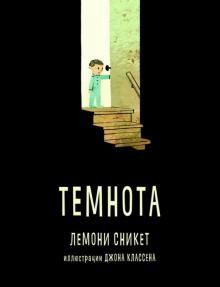 ТЕМНОТА
ЛЕМОНИ СНИКЕТ
иллюстрации ДЖОНА КЛАССЕНА